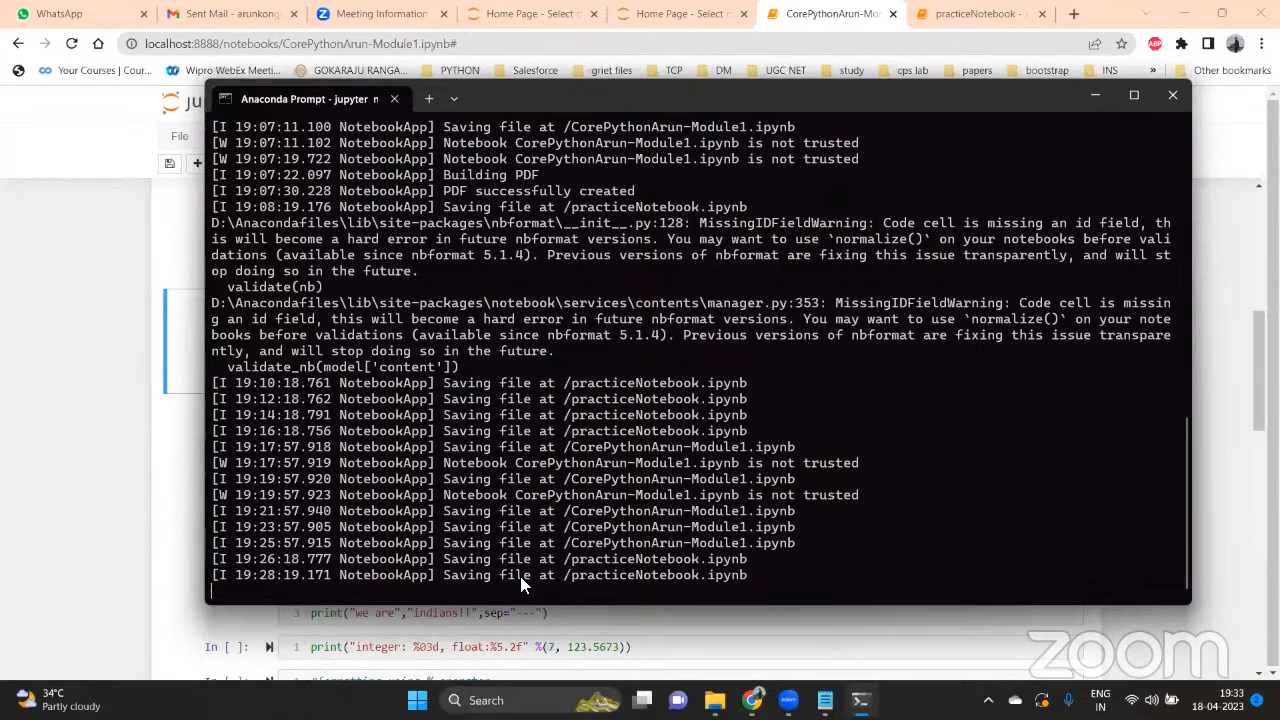 WhatsApp
Sent Mail - arunkong
Meeting Information
Home Page - Select c
Home Page - Select c
CorePythonArun-Mo
practiceNotebook - J
localhost:8888/notebooks/CorePythonArun-Module1.ipynb#
ABP
Your Courses | Cour...
Wipro WebEx Meeti...
GOKARAJU RANGA...
PYTHON
Salesforce
griet files
TCP
DM
UGC NET
study
cps lab
papers
bootstrap
INS
»
Other bookmarks
ju
File
Anaconda Prompt - jupyter n
[I 19:07:11.100 NotebookApp] Saving file at /CorePythonArun-Module1.ipynb
[W 19:07:11.102 NotebookApp] Notebook CorePythonArun-Module1.ipynb is not trusted
[W 19:07:19.722 NotebookApp] Notebook CorePythonArun-Module1.ipynb is not trusted
[I 19:07:22.097 NotebookApp] Building PDF
[I 19:07:30.228 NotebookApp] PDF successfully created
[I 19:08:19.176 NotebookApp] Saving file at /practiceNotebook.ipynb
D:\Anacondafiles\lib\site-packages\nbformat\__init__.py:128: MissingIDFieldWarning: Code cell is missing an id field, th
is will become a hard error in future nbformat versions. You may want to use `normalize()` on your notebooks before vali
dations (available since nbformat 5.1.4). Previous versions of nbformat are fixing this issue transparently, and will st
op doing so in the future.
validate(nb)
D:\Anacondafiles\lib\site-packages\notebook\services\contents\manager.py:353: MissingIDFieldWarning: Code cell is missin
g an id field, this will become a hard error in future nbformat versions. You may want to use `normalize()` on your note
books before validations (available since nbformat 5.1.4). Previous versions of nbformat are fixing this issue transpare
ntly, and will stop doing so in the future.
validate_nb(model['content'])
[I 19:10:18.761 NotebookApp] Saving file at /practiceNotebook.ipynb
[I 19:12:18.762 NotebookApp] Saving file at /practiceNotebook.ipynb
[I 19:14:18.791 NotebookApp] Saving file at /practiceNotebook.ipynb
[I 19:16:18.756 NotebookApp] Saving file at /practiceNotebook.ipynb
[I 19:17:57.918 NotebookApp] Saving file at /CorePythonArun-Module1.ipynb
[W 19:17:57.919 NotebookApp] Notebook CorePythonArun-Module1.ipynb is not trusted
[I 19:19:57.920 NotebookApp] Saving file at /CorePythonArun-Module1.ipynb
[W 19:19:57.923 NotebookApp] Notebook CorePythonArun-Module1.ipynb is not trusted
[I 19:21:57.940 NotebookApp] Saving file at /CorePythonArun-Module1.ipynb
[I 19:23:57.905 NotebookApp] Saving file at /CorePythonArun-Module1.ipynb
[I 19:25:57.915 NotebookApp] Saving file at /CorePythonArun-Module1.ipynb
[I 19:26:18.777 NotebookApp] Saving file at /practiceNotebook.ipynb
[I 19:28:19.171 NotebookApp] Saving file at /practiceNotebook.ipynb
3 print("we are","indians!!",sep="---")
In [ ]: 1 print("integer: %03d, float:%5.2f" %(7, 123.5673))
zoom
34°C
Partly cloudy
Search
zoom
ENG
IN
19:33
18-04-2023
2